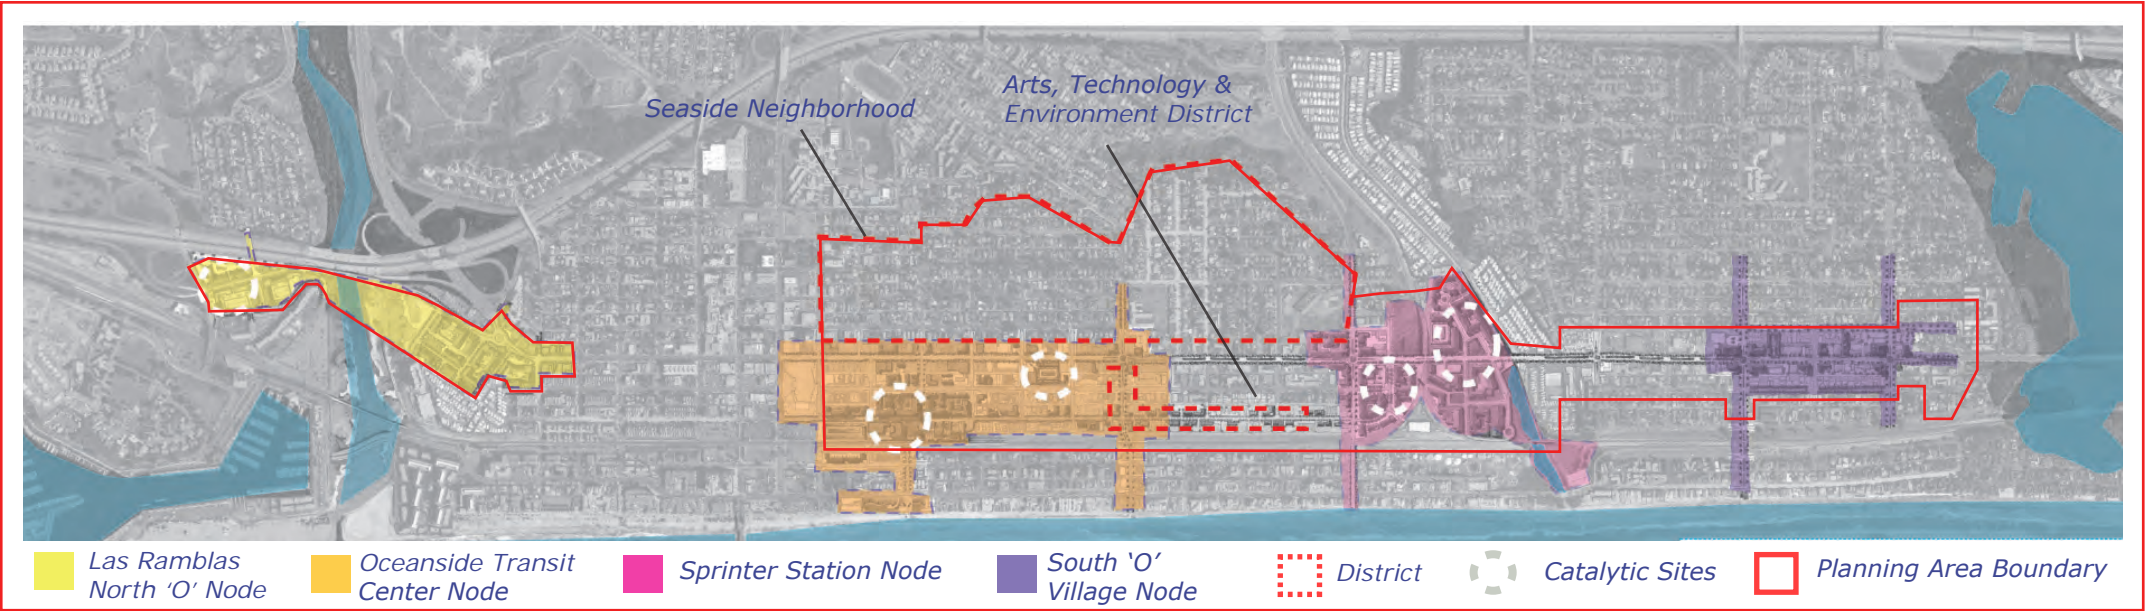 Seaside Neighborhood
Arts, Technology &
Environment District
Las Ramblas
North ‘O’ Node
Oceanside Transit
Center Node
Sprinter Station Node
South ‘O’
Village Node
District
Catalytic Sites
Planning Area Boundary